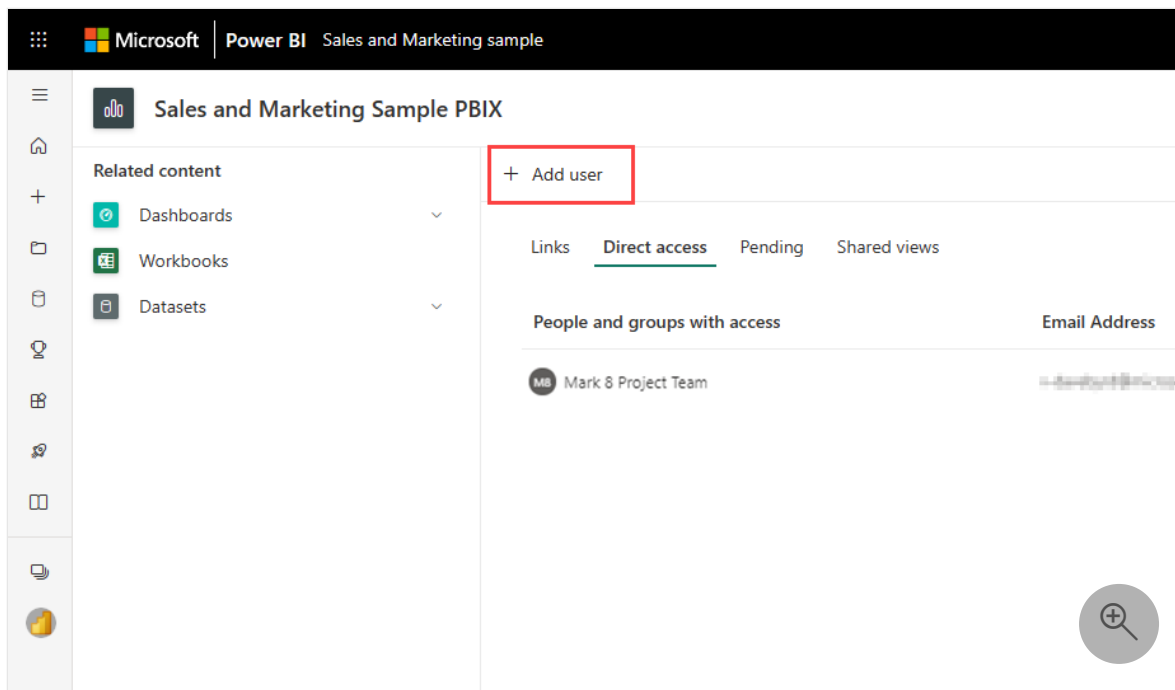 Microsoft Power BI Sales and Marketing sample
Sales and Marketing Sample PBIX
Related content
Dashboards
Workbooks
Datasets
+ Add user
Links Direct access Pending Shared views
People and groups with access Email Address
M8 Mark 8 Project Team